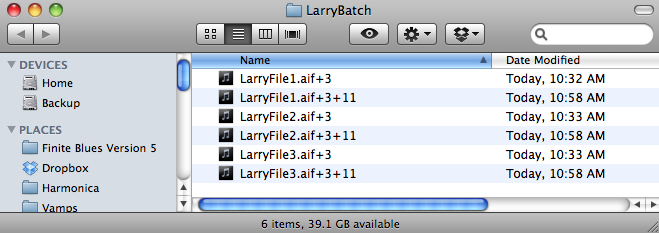 LarryBatch
DEVICES
Home
Backup
PLACES
Finite Blues Version 5
Dropbox
Harmonica
Vamps
Name Date Modified
LarryFile1.aif+3 Today, 10:32 AM
LarryFile1.aif+3+11 Today, 10:58 AM
LarryFile2.aif+3 Today, 10:33 AM
LarryFile2.aif+3+11 Today, 10:58 AM
LarryFile3.aif+3 Today, 10:33 AM
LarryFile3.aif+3+11 Today, 10:58 AM
6 items, 39.1 GB available